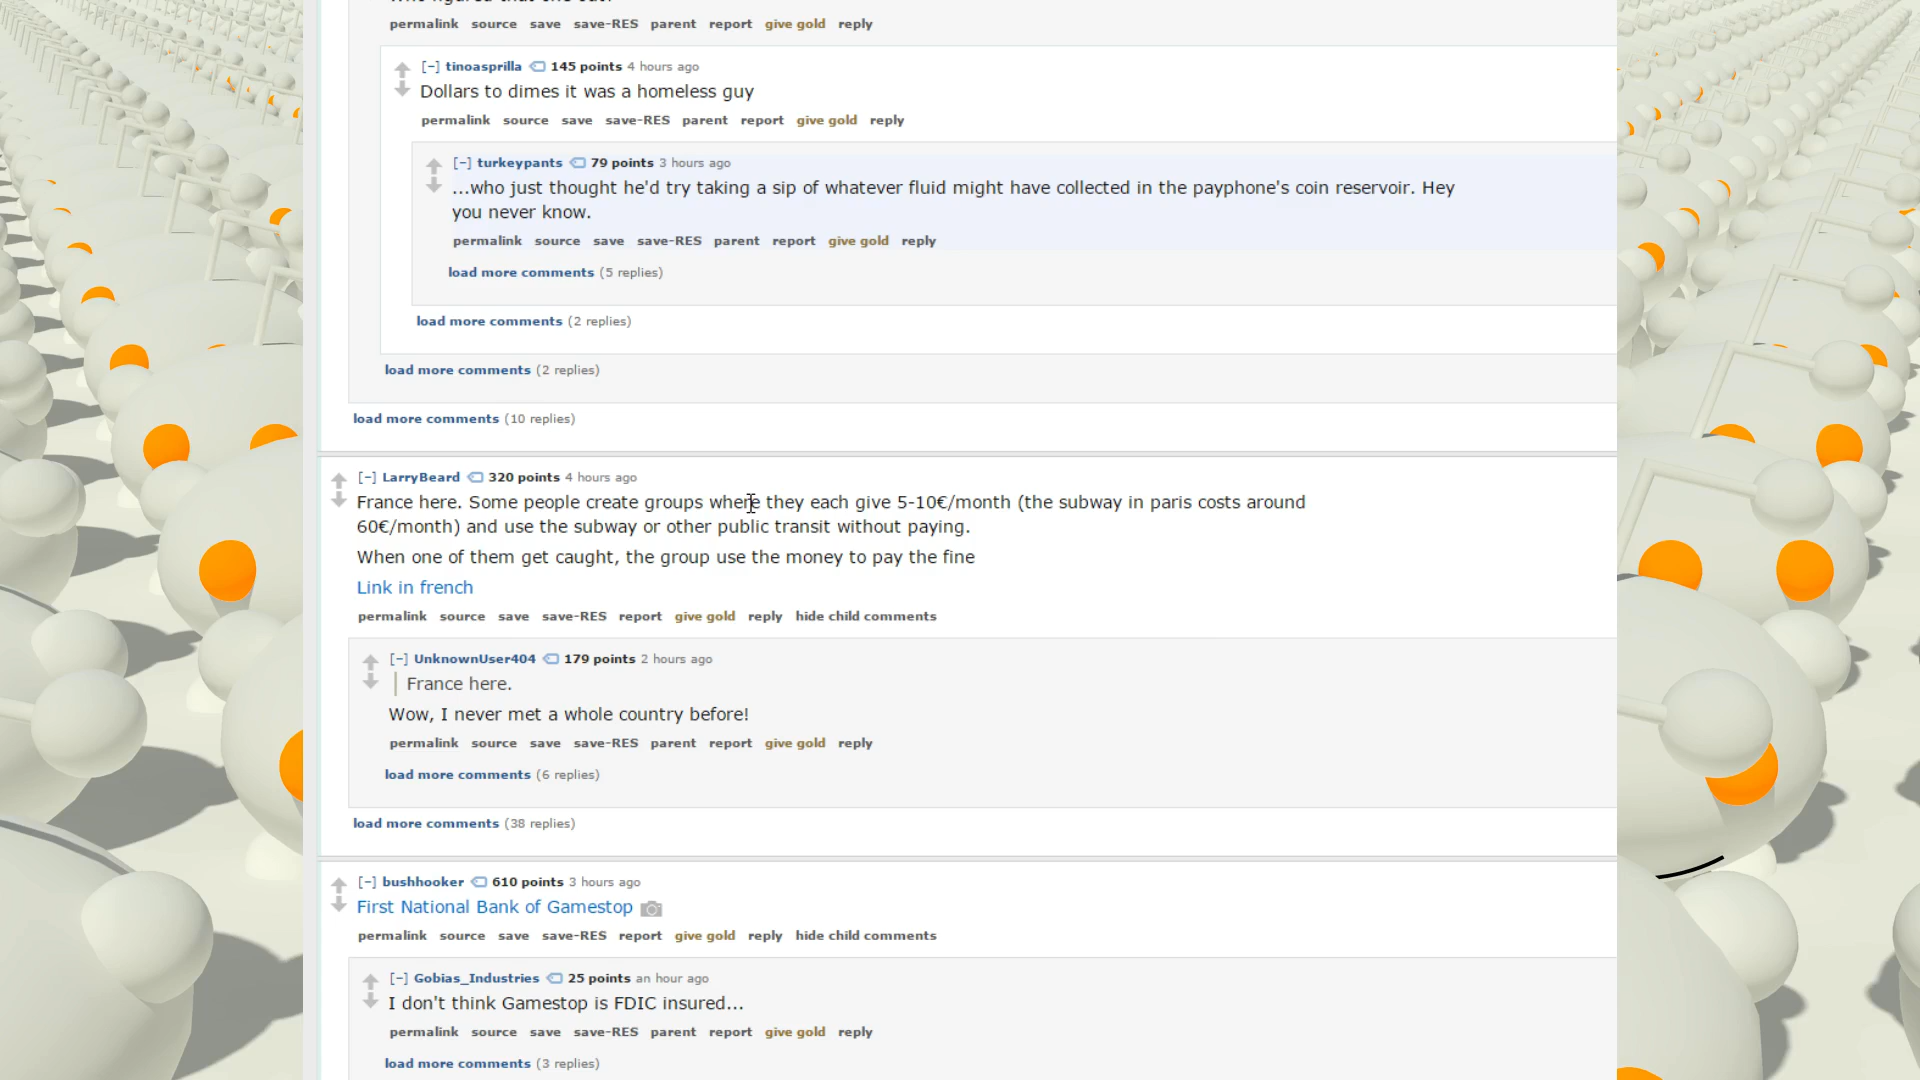 permalink source save save-RES parent report give gold reply
[–] tinoasprilla 145 points 4 hours ago
Dollars to dimes it was a homeless guy
permalink source save save-RES parent report give gold reply
[–] turkeypants 79 points 3 hours ago
...who just thought he'd try taking a sip of whatever fluid might have collected in the payphone's coin reservoir. Hey
you never know.
permalink source save save-RES parent report give gold reply
load more comments (5 replies)
load more comments (2 replies)
load more comments (2 replies)
load more comments (10 replies)
[–] LarryBeard 320 points 4 hours ago
France here. Some people create groups where they each give 5-10€/month (the subway in paris costs around
60€/month) and use the subway or other public transit without paying.
When one of them get caught, the group use the money to pay the fine
Link in french
permalink source save save-RES report give gold reply hide child comments
[–] UnknownUser404 179 points 2 hours ago
France here.
Wow, I never met a whole country before!
permalink source save save-RES parent report give gold reply
load more comments (6 replies)
load more comments (38 replies)
[–] bushhooker 610 points 3 hours ago
First National Bank of Gamestop
permalink source save save-RES report give gold reply hide child comments
[–] Gobias_Industries 25 points an hour ago
I don't think Gamestop is FDIC insured...
permalink source save save-RES parent report give gold reply
load more comments (3 replies)